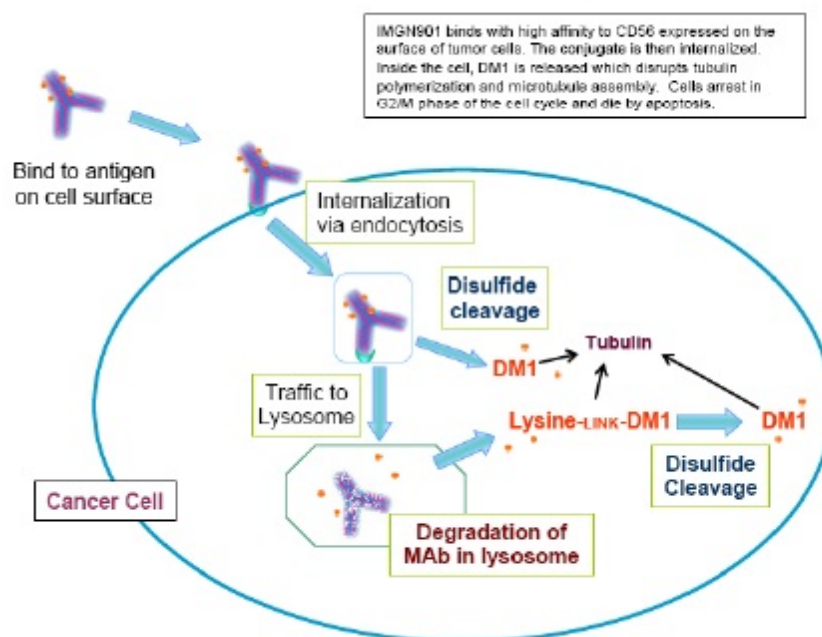 IMGN901 binds with high affinity to CD56 expressed on the
surface of tumor cells. The conjugate is then internalized.
Inside the cell, DM1 is released which disrupts tubulin
polymerization and microtubule assembly. Cells arrest in
G2/M phase of the cell cycle and die by apoptosis.
Bind to antigen
on cell surface
Internalization
via endocytosis
Disulfide
cleavage
Tubulin
DM1
Traffic to
Lysosome
Lysine-LINK-DM1
DM1
Disulfide
Cleavage
Cancer Cell
Degradation of
MAb in lysosome